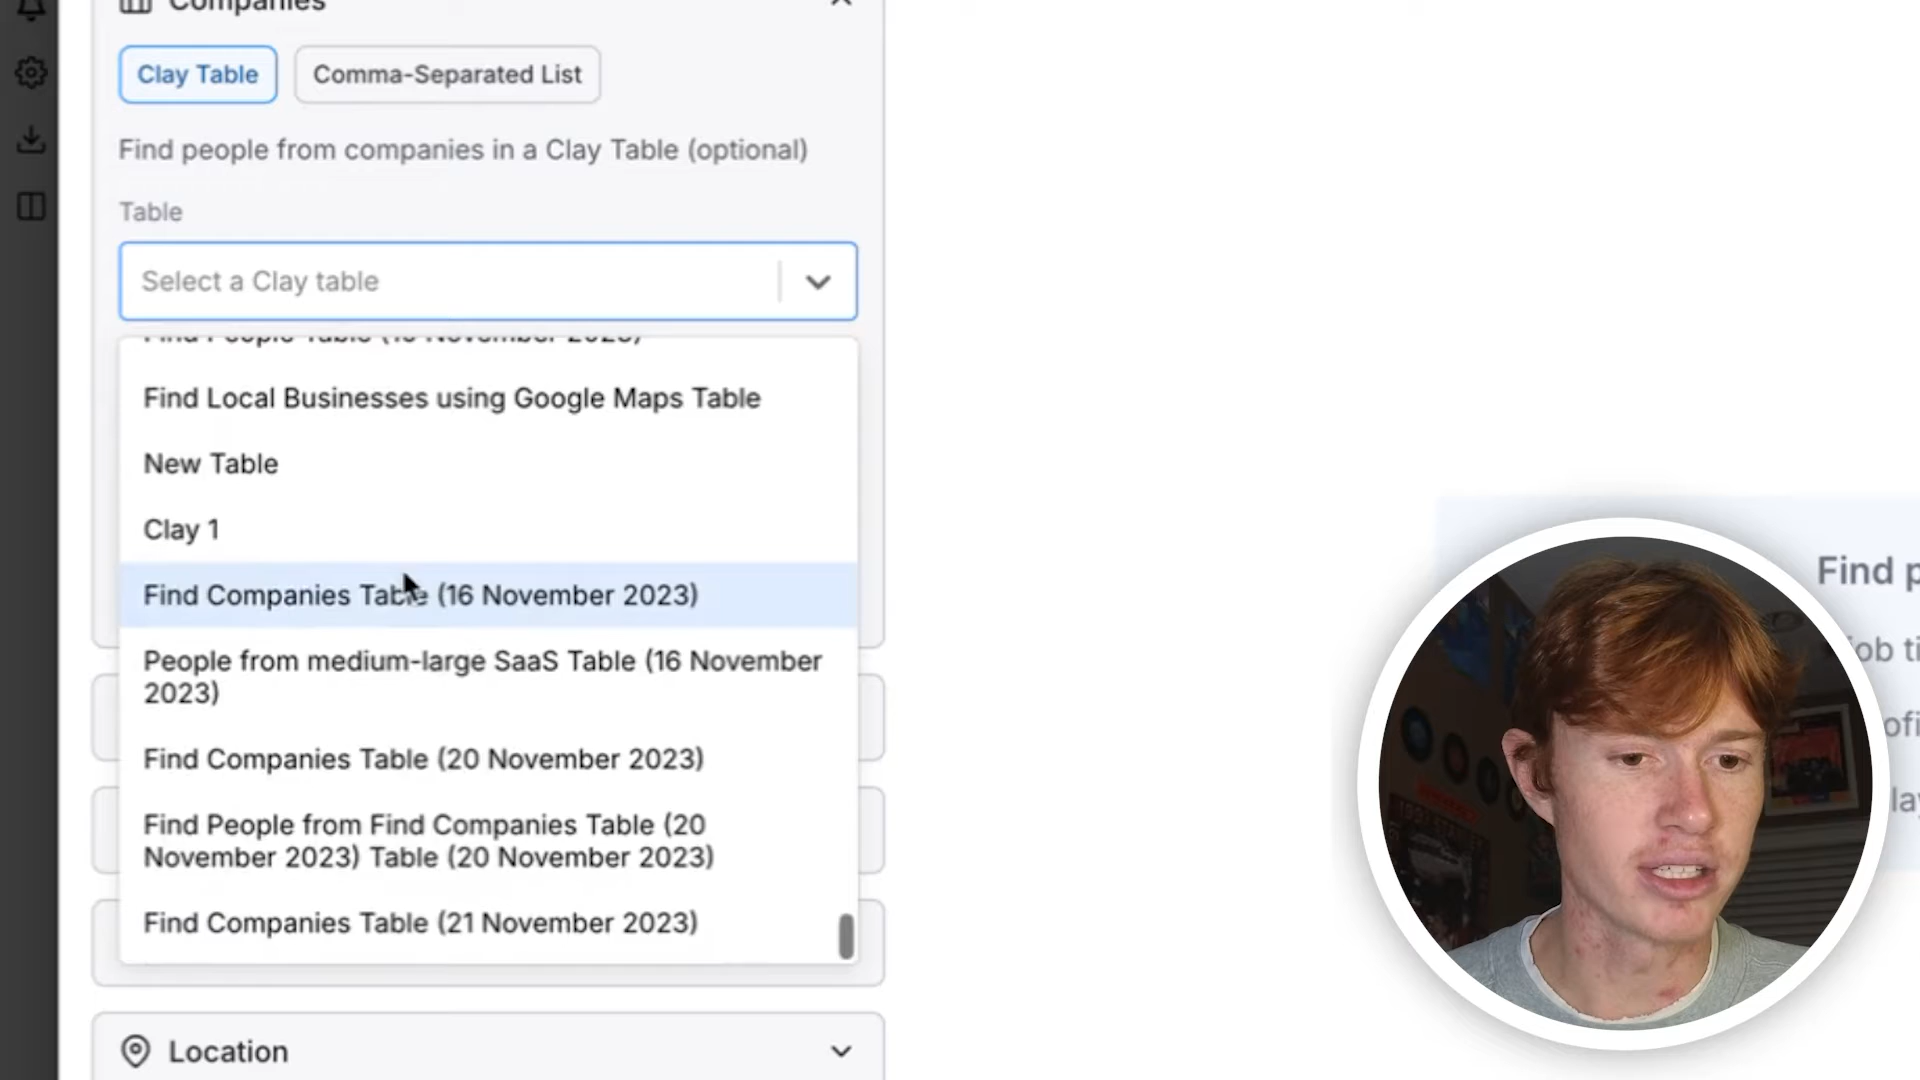 Companies
Clay Table
Comma-Separated List
Find people from companies in a Clay Table (optional)
Table
Select a Clay table
Find Local Businesses using Google Maps Table
New Table
Clay 1
Find Companies Table (16 November 2023)
People from medium-large SaaS Table (16 November
2023)
Find Companies Table (20 November 2023)
Find People from Find Companies Table (20
November 2023) Table (20 November 2023)
Find Companies Table (21 November 2023)
Location
Find